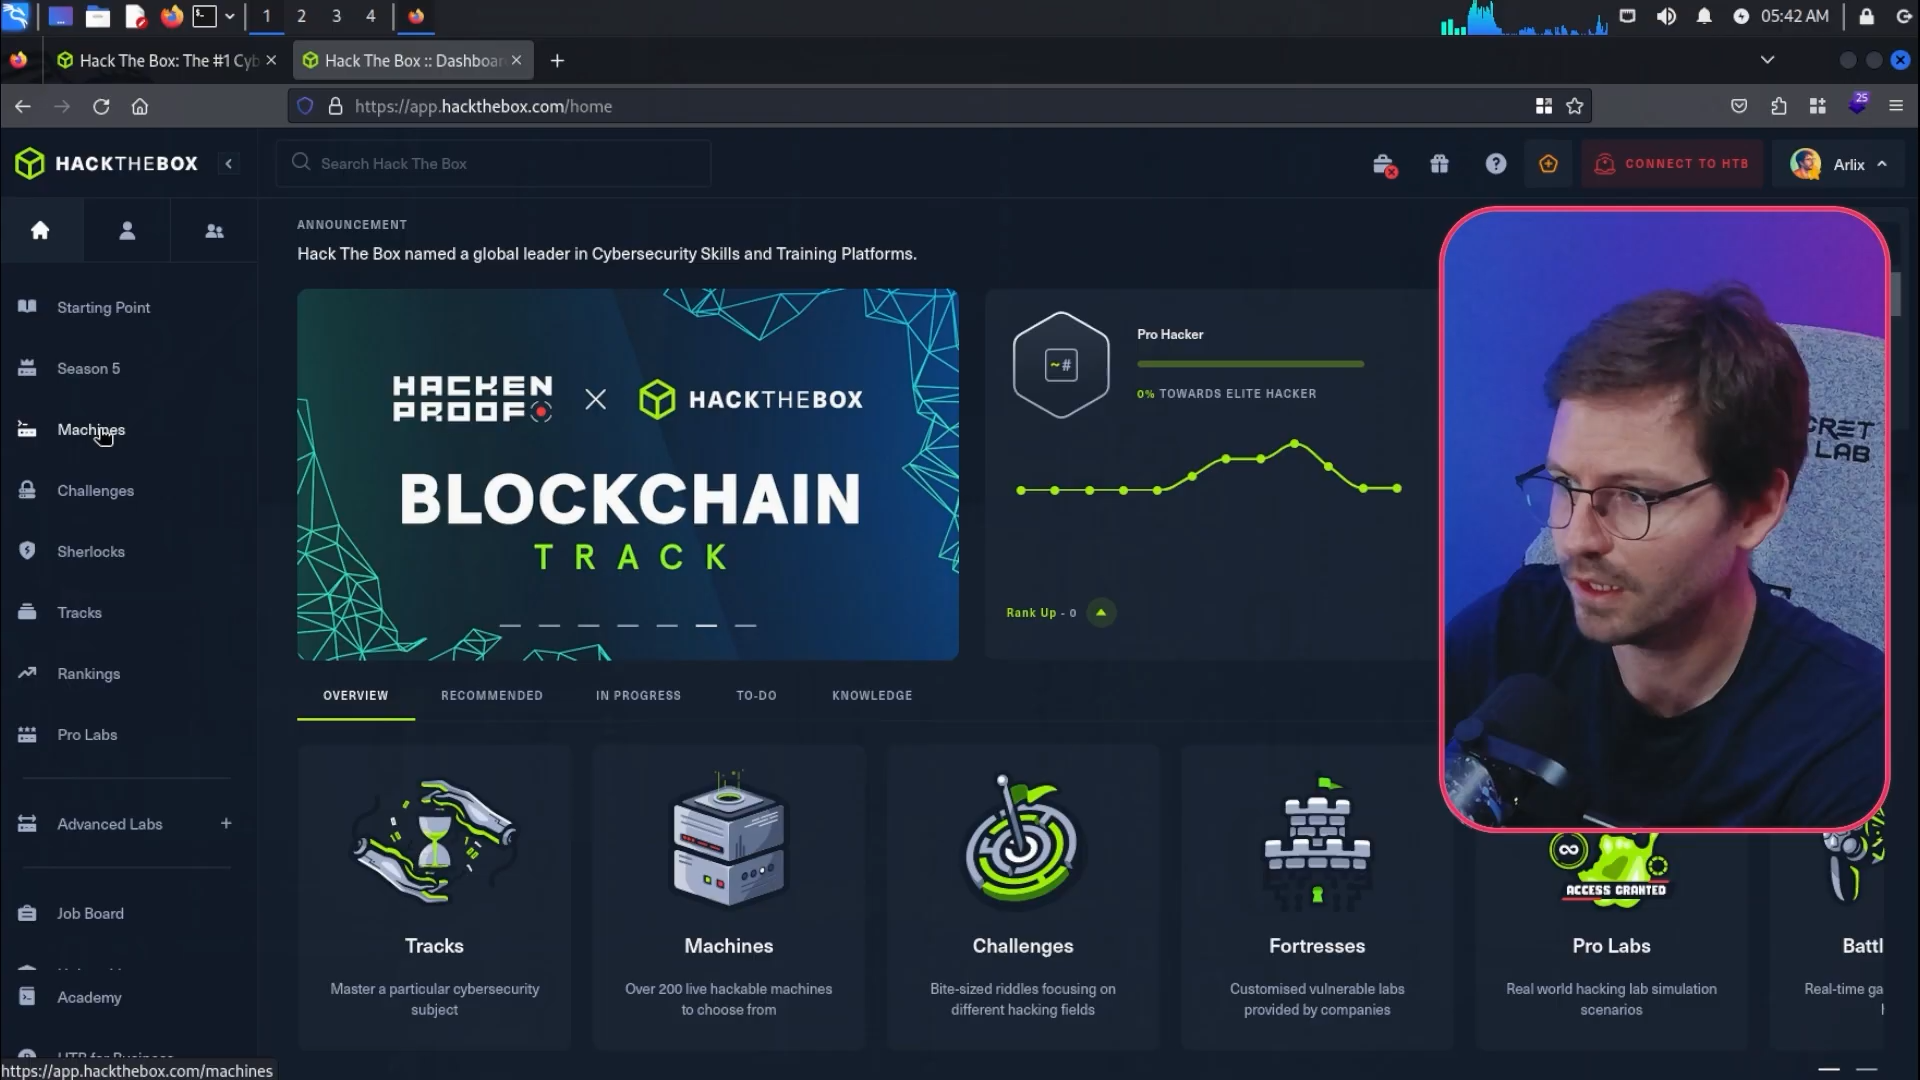 1
2
3
4
05:42 AM
Hack The Box: The #1 Cyb
Hack The Box :: Dashboar
https://app.hackthebox.com/home
25
HACKTHEBOX
Search Hack The Box
CONNECT TO HTB
Arlix
ANNOUNCEMENT
Hack The Box named a global leader in Cybersecurity Skills and Training Platforms.
Starting Point
Season 5
Machines
Challenges
Sherlocks
Tracks
Rankings
Pro Labs
Advanced Labs
Job Board
Academy
https://app.hackthebox.com/machines
HACKEN PROOF
HACKTHEBOX
BLOCKCHAIN
TRACK
~#
Pro Hacker
0% TOWARDS ELITE HACKER
Rank Up - 0
CRET
LAB
OVERVIEW
RECOMMENDED
IN PROGRESS
TO-DO
KNOWLEDGE
Tracks
Master a particular cybersecurity
subject
Machines
Over 200 live hackable machines
to choose from
Challenges
Bite-sized riddles focusing on
different hacking fields
Fortresses
Customised vulnerable labs
provided by companies
ACCESS GRANTED
Pro Labs
Real world hacking lab simulation
scenarios
Battl
Real-time ga